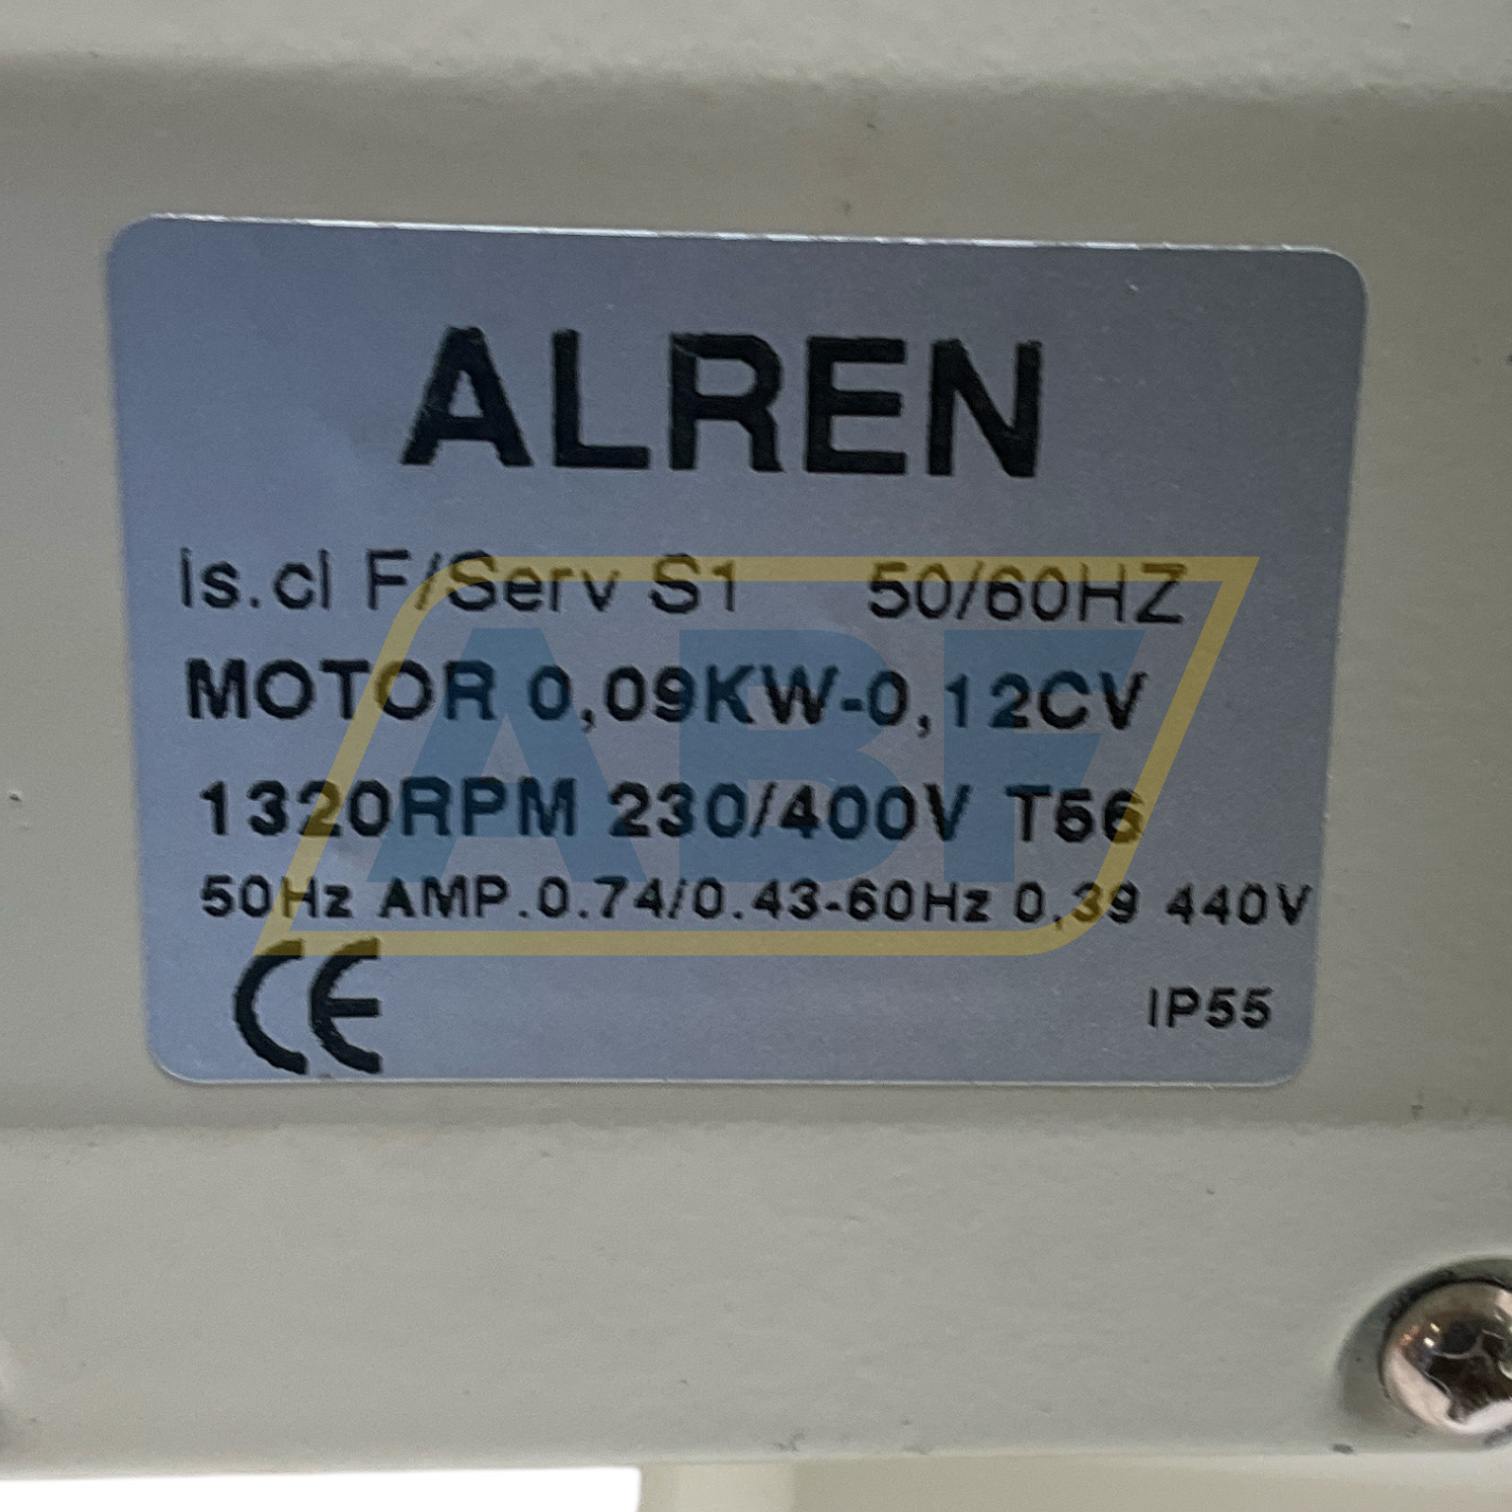 ALREN
is.cl F/Serv S1 50/60HZ
MOTOR 0,09KW-0,12CV
1320RPM 230/400V T56
50Hz AMP.0.74/0.43-60Hz 0,39 440V
CE
IP55
ABF